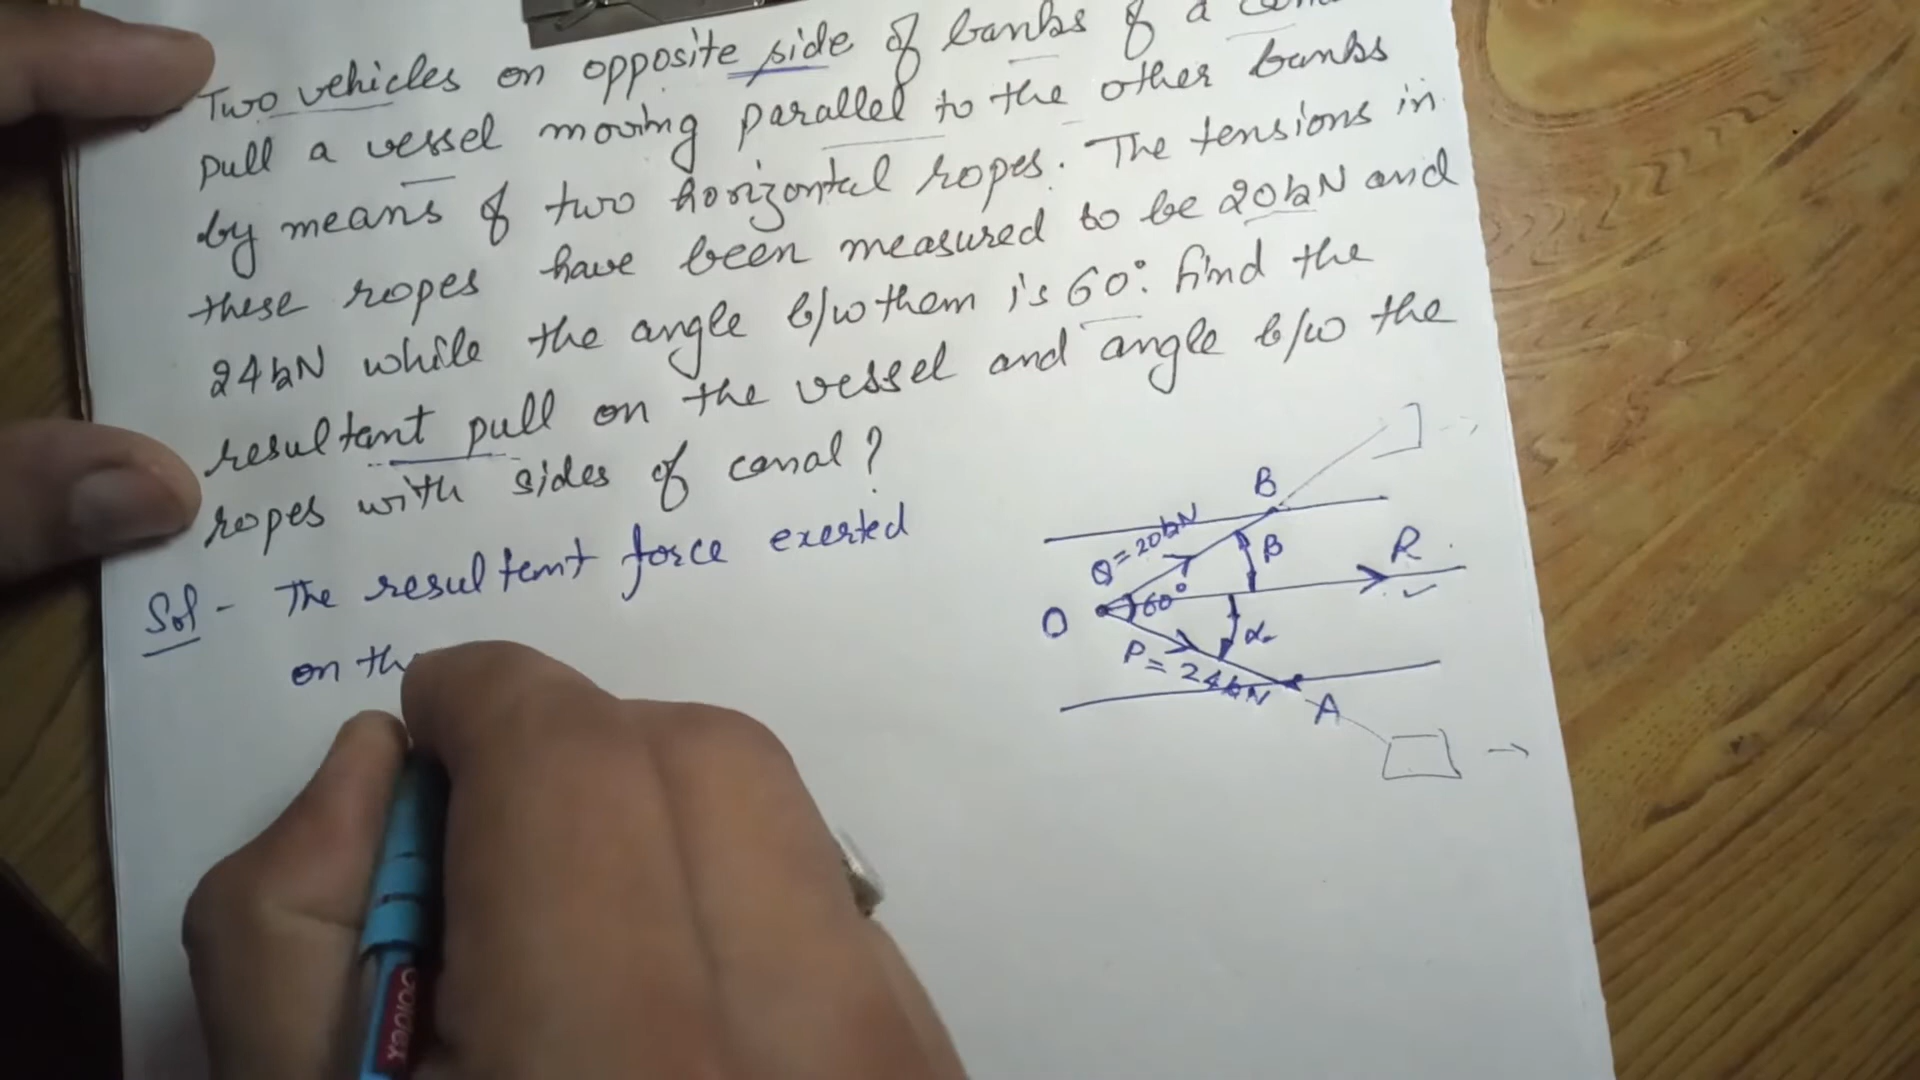 Two vehicles on opposite side of banks of a
pull a vessel moving parallel to the other banks
by means of two horizontal ropes. The tensions in
these ropes have been measured to be 20kN and
24kN while the angle b/w them is 60°. find the
resultant pull on the vessel and angle b/w the
ropes with sides of canal?
Sol - The resultant force exerted
on
B
Q = 20kN
β
R
O
60°
α
P = 24kN
A